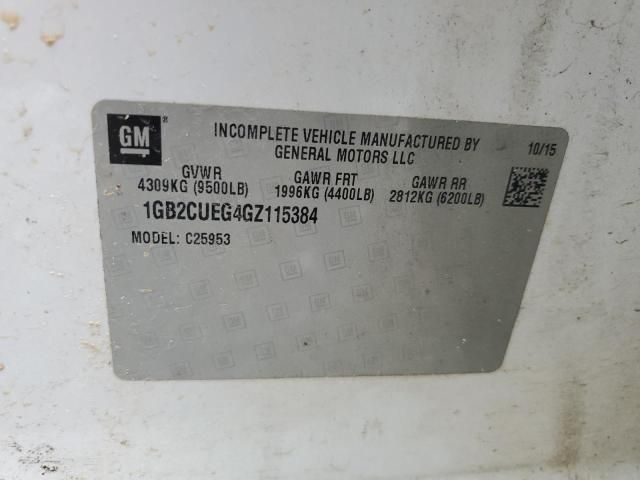 GM
INCOMPLETE VEHICLE MANUFACTURED BY
GENERAL MOTORS LLC
10/15
GVWR
4309KG (9500LB)
GAWR FRT
1996KG (4400LB)
GAWR RR
2812KG (6200LB)
1GB2CUEG4GZ115384
MODEL: C25953